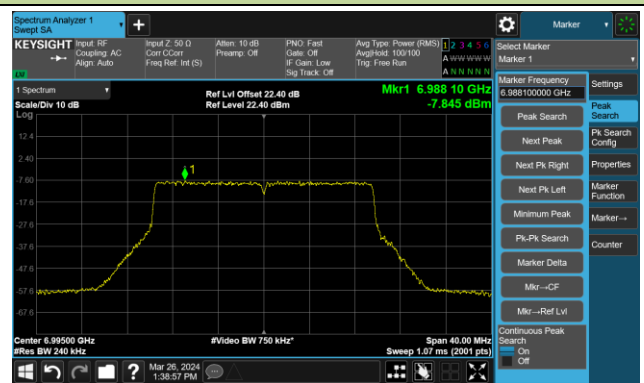 Spectrum Analyzer 1
Swept SA
Marker
KEYSIGHT
Input: RF
Coupling: AC
Align: Auto
Input Z: 50 Ω
Corr CCorr
Freq Ref: Int (S)
Atten: 10 dB
Preamp: Off
PNO: Fast
Gate: Off
IF Gain: Low
Sig Track: Off
Avg Type: Power (RMS)
Avg|Hold: 100/100
Trig: Free Run
1 2 3 4 5 6
A W W W W W
A N N N N N
LW
Select Marker
Marker 1
1 Spectrum
Scale/Div 10 dB
Log
Ref Lvl Offset 22.40 dB
Ref Level 22.40 dBm
Mkr1 6.988 10 GHz
-7.845 dBm
12.4
2.40
-7.60
-17.6
-27.6
-37.6
-47.6
-57.6
-67.6
1
Center 6.99500 GHz
#Res BW 240 kHz
#Video BW 750 kHz*
Span 40.00 MHz
Sweep 1.07 ms (2001 pts)
Marker Frequency
6.988100000 GHz
Peak Search
Next Peak
Next Pk Right
Next Pk Left
Minimum Peak
Pk-Pk Search
Marker Delta
Mkr→CF
Mkr→Ref Lvl
Continuous Peak
Search
On
Off
Settings
Peak
Search
Pk Search
Config
Properties
Marker
Function
Marker→
Counter
?
Mar 26, 2024
1:38:57 PM